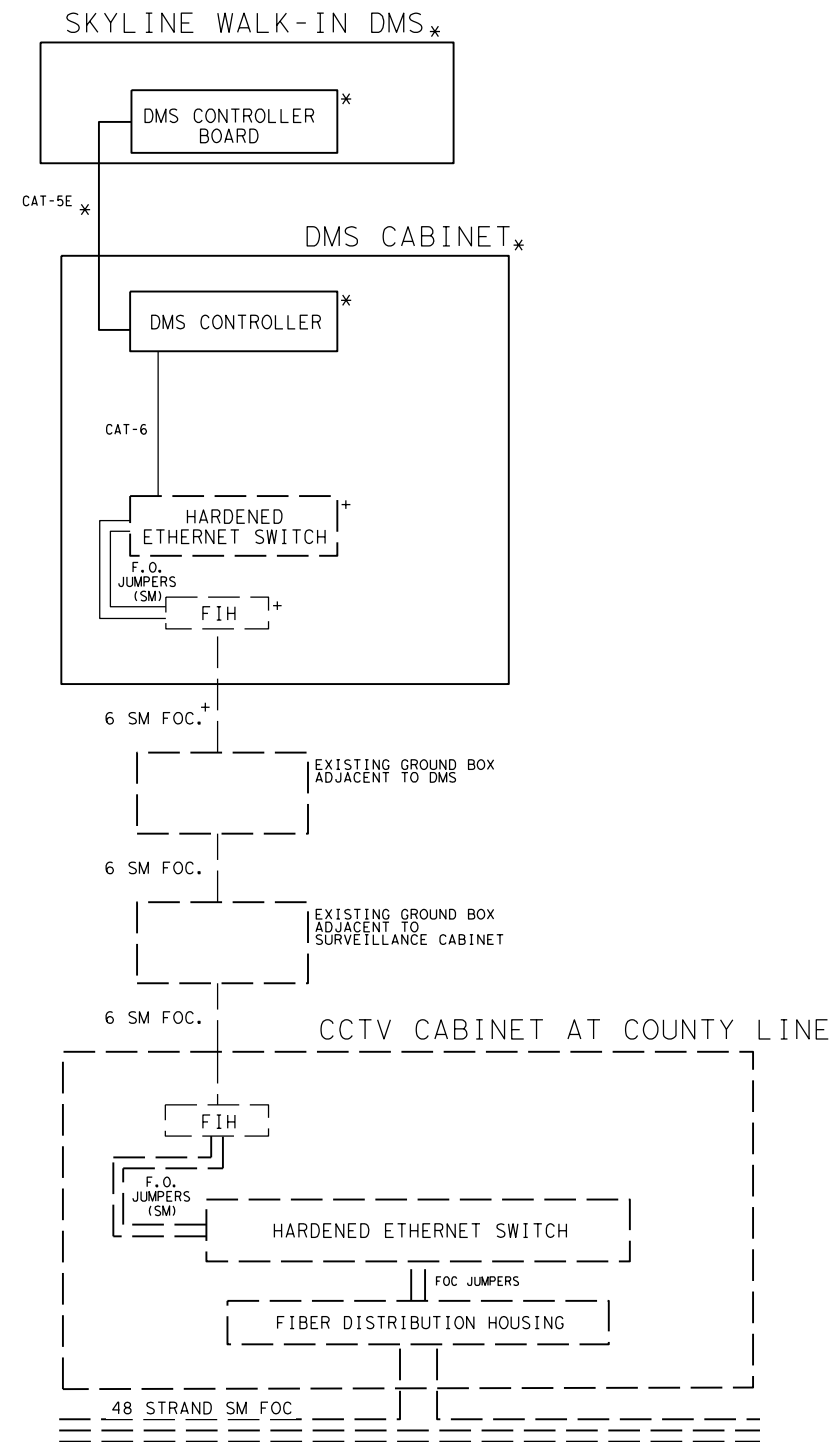 SKYLINE WALK-IN DMS*
DMS CONTROLLER *
BOARD
CAT-5E *
DMS CABINET*
DMS CONTROLLER *
CAT-6
HARDENED +
ETHERNET SWITCH
F.O.
JUMPERS
(SM)
FIH +
6 SM FOC.+
EXISTING GROUND BOX
ADJACENT TO DMS
6 SM FOC.
EXISTING GROUND BOX
ADJACENT TO
SURVEILLANCE CABINET
6 SM FOC.
CCTV CABINET AT COUNTY LINE
FIH
F.O.
JUMPERS
(SM)
HARDENED ETHERNET SWITCH
FOC JUMPERS
FIBER DISTRIBUTION HOUSING
48 STRAND SM FOC